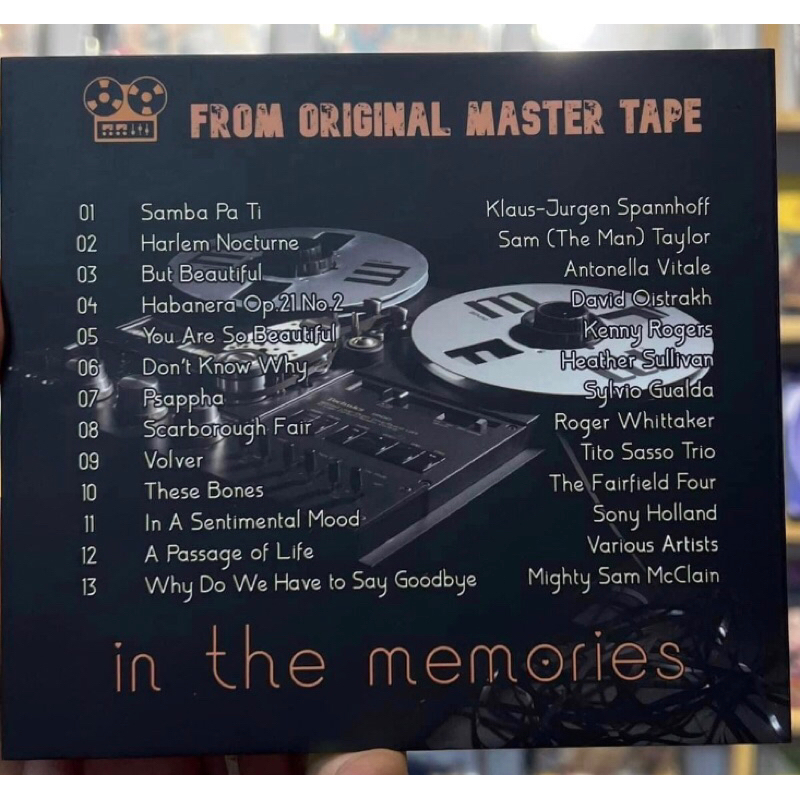 FROM ORIGINAL MASTER TAPE
01 Samba Pa Ti Klaus-Jurgen Spannhoff
02 Harlem Nocturne Sam (The Man) Taylor
03 But Beautiful Antonella Vitale
04 Habanera Op.21 No.2 David Oistrakh
05 You Are So Beautiful Kenny Rogers
06 Don't Know Why Heather Sullivan
07 Psappha Sylvio Gualda
08 Scarborough Fair Roger Whittaker
09 Volver Tito Sasso Trio
10 These Bones The Fairfield Four
11 In A Sentimental Mood Sony Holland
12 A Passage of Life Various Artists
13 Why Do We Have to Say Goodbye Mighty Sam McClain
in the memories